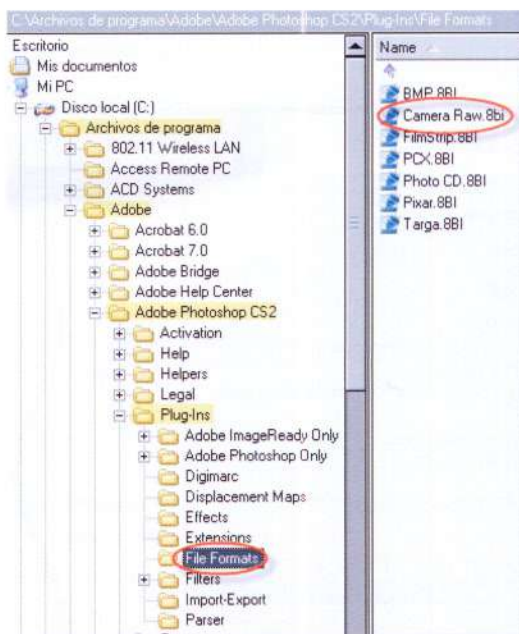 C:\Archivos de programa\Adobe\Adobe Photoshop CS2\Plug-Ins\File Formats
Escritorio
Mis documentos
Mi PC
Disco local (C:)
Archivos de programa
802.11 Wireless LAN
Access Remote PC
ACD Systems
Adobe
Acrobat 6.0
Acrobat 7.0
Adobe Bridge
Adobe Help Center
Adobe Photoshop CS2
Activation
Help
Helpers
Legal
Plug-Ins
Adobe ImageReady Only
Adobe Photoshop Only
Digimarc
Displacement Maps
Effects
Extensions
File Formats
Filters
Import-Export
Parser
Name
BMP.8BI
Camera Raw.8bi
FilmStrip.8BI
PCX.8BI
Photo CD.8BI
Pixar.8BI
Targa.8BI